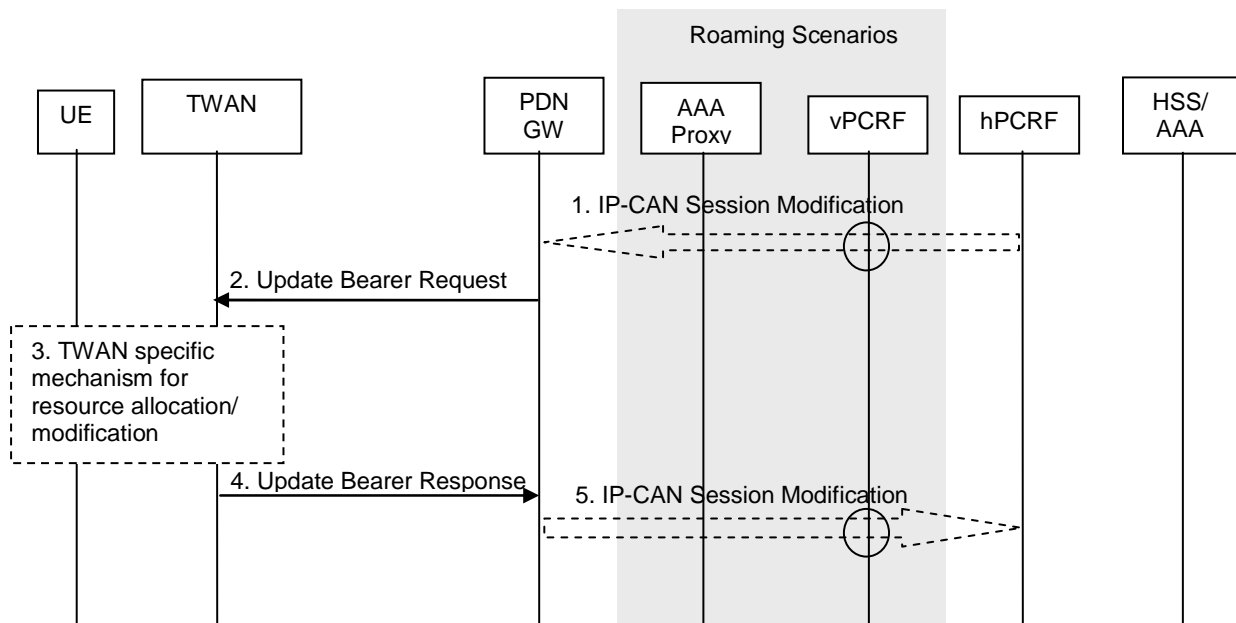 Roaming Scenarios
UE
TWAN
PDN
GW
AAA
Proxy
vPCRF
hPCRF
HSS/
AAA
1. IP-CAN Session Modification
2. Update Bearer Request
3. TWAN specific
mechanism for
resource allocation/
modification
4. Update Bearer Response
5. IP-CAN Session Modification